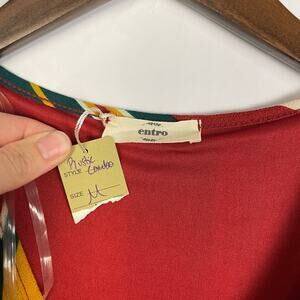 entro
Rustic
STYLE Combo
SIZE M